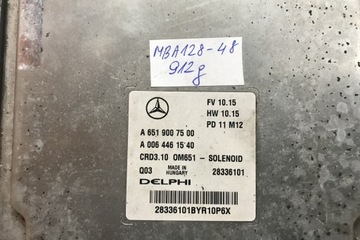 MBA128-48
912g
FV 10.15
HW 10.15
PD 11 M12
A 651 900 75 00
A 006 446 15 40
CRD3.10 OM651 - SOLENOID
Q03 MADE IN HUNGARY 28336101
DELPHI
28336101BYR10P6X